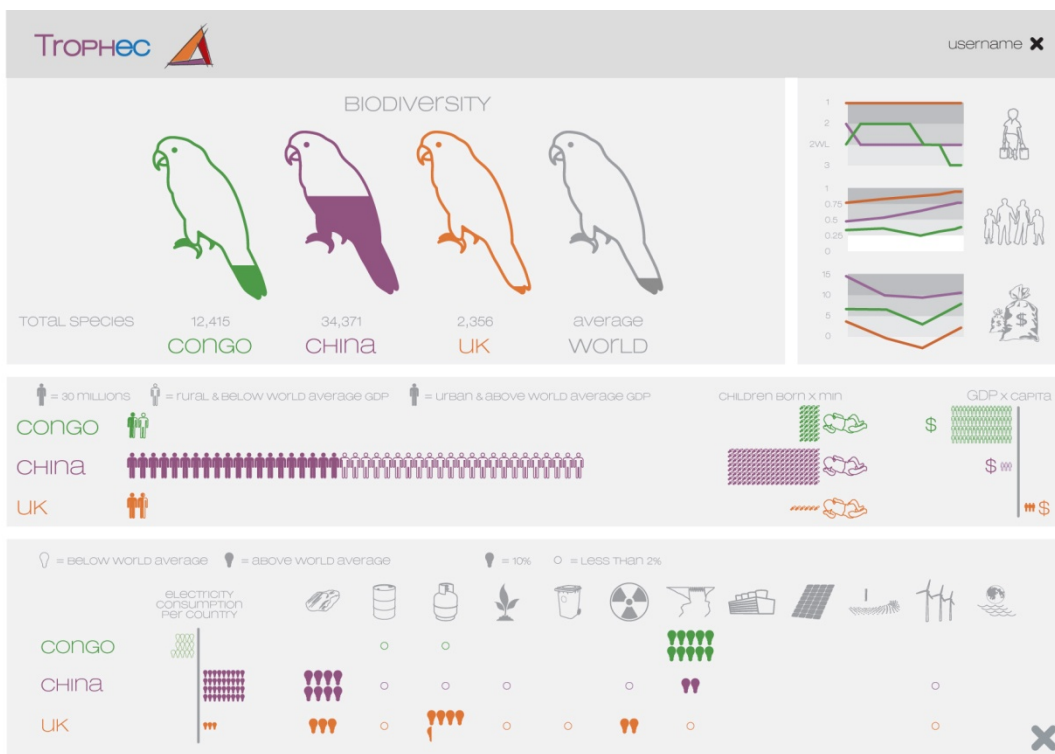 TROPHEC
username ✖
BIODIVERSITY
TOTAL SPECIES
12,415
34,371
2,356
average
CONGO
CHINA
UK
WORLD
1
2
2WL
3
1
0.75
0.5
0.25
0
15
10
5
0
$
= 30 MILLIONS
= rural & BELOW WORLD average GDP
= urban & above WORLD average GDP
CHILDREN BORN x MIN
GDP x CAPITA
CONGO
$
CHINA
$
UK
$
= BELOW WORLD average
= above WORLD average
= 10%
= LESS THAN 2%
ELECTRICITY
CONSUMPTION
PER COUNTRY
CONGO
CHINA
UK